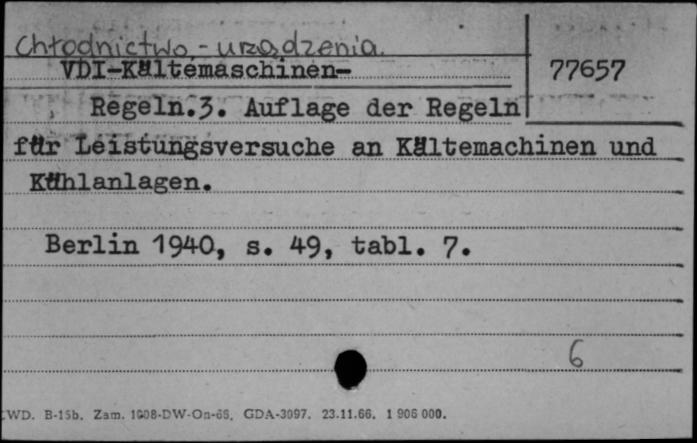 Chłodnictwo - urządzenia.
VDI-Kältemaschinen-
77657
Regeln.3. Auflage der Regeln
für Leistungsversuche an Kältemachinen und
Kühlanlagen.
Berlin 1940, s. 49, tabl. 7.
6
WD. B-15b. Zam. 1008-DW-On-66. GDA-3097. 23.11.66. 1 906 000.